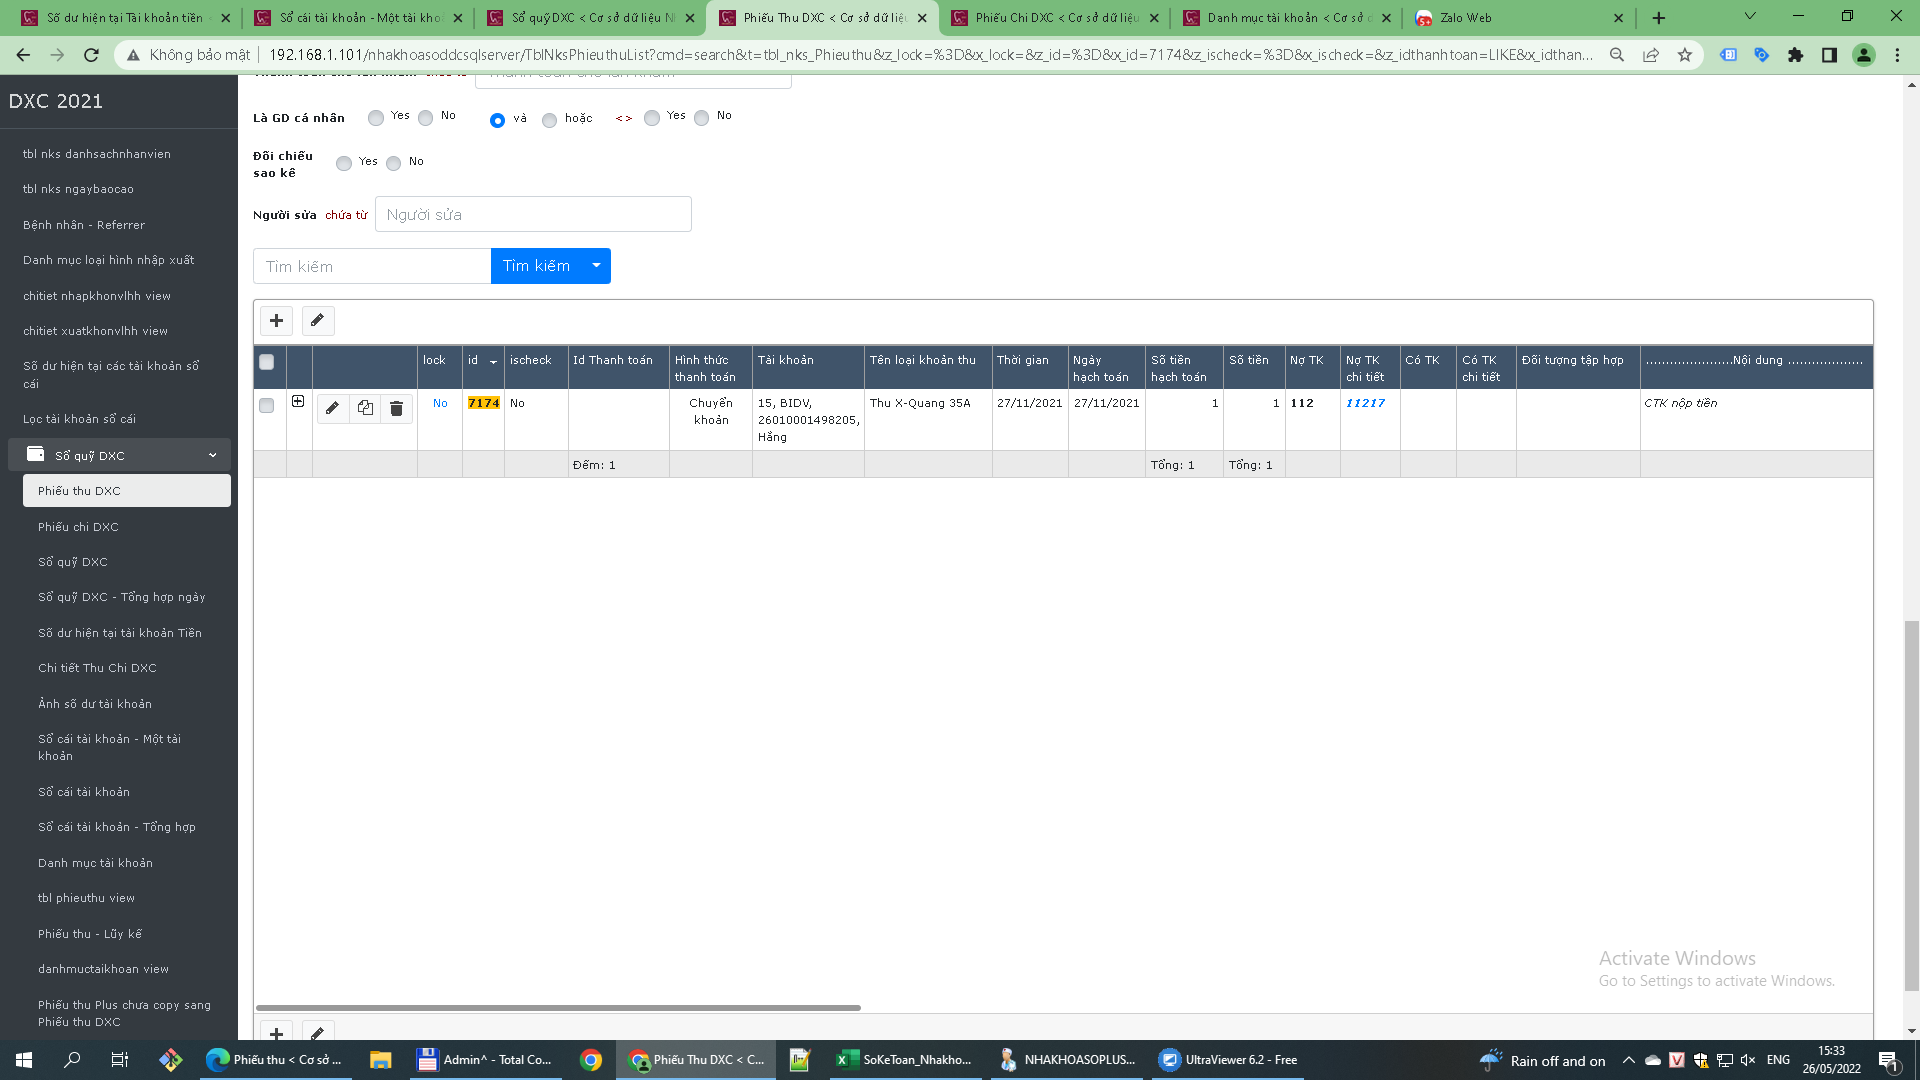 Số dư hiện tại Tài khoản tiền
Sổ cái tài khoản - Một tài kho
Sổ quỹ DXC < Cơ sở dữ liệu N
Phiếu Thu DXC < Cơ sở dữ liệu
Phiếu Chi DXC < Cơ sở dữ liệu
Danh mục tài khoản < Cơ sở d
Zalo Web
Không bảo mật
192.168.1.101/nhakhoasoddcsqlserver/TblNksPhieuthuList?cmd=search&t=tbl_nks_Phieuthu&z_lock=%3D&x_lock=&z_id=%3D&x_id=7174&z_ischeck=%3D&x_ischeck=&z_idthanhtoan=LIKE&x_idthan...
DXC 2021
tbl nks danhsachnhanvien
tbl nks ngaybaocao
Bệnh nhân - Referrer
Danh mục loại hình nhập xuất
chitiet nhapkhonvlhh view
chitiet xuatkhonvlhh view
Số dư hiện tại các tài khoản sổ
cái
Lọc tài khoản sổ cái
Sổ quỹ DXC
Phiếu thu DXC
Phiếu chi DXC
Sổ quỹ DXC
Sổ quỹ DXC - Tổng hợp ngày
Số dư hiện tại tài khoản Tiền
Chi tiết Thu Chi DXC
Ảnh số dư tài khoản
Sổ cái tài khoản - Một tài
khoản
Sổ cái tài khoản
Sổ cái tài khoản - Tổng hợp
Danh mục tài khoản
tbl phieuthu view
Phiếu thu - Lũy kế
danhmuctaikhoan view
Phiếu thu Plus chưa copy sang
Phiếu thu DXC
Là GD cá nhân Yes No và hoặc <> Yes No
Đối chiếu
sao kê
Yes No
Người sửa chứa từ Người sửa
Tìm kiếm Tìm kiếm
lock id ischeck Id Thanh toán Hình thức
thanh toán Tài khoản Tên loại khoản thu Thời gian Ngày
hạch toán Số tiền
hạch toán Số tiền Nợ TK Nợ TK
chi tiết Có TK Có TK
chi tiết Đối tượng tập hợp ......................Nội dung ...................
No 7174 No Chuyển
khoản 15, BIDV,
26010001498205,
Hằng Thu X-Quang 35A 27/11/2021 27/11/2021 1 1 112 11217 CTK nộp tiền
Đếm: 1 Tổng: 1 Tổng: 1
Activate Windows
Go to Settings to activate Windows.
Phiếu thu < Cơ sở ...
Admin^ - Total Co...
Phiếu Thu DXC < C...
SoKeToan_Nhakho...
NHAKHOASOPLUS...
UltraViewer 6.2 - Free
Rain off and on
ENG
15:33
26/05/2022
1